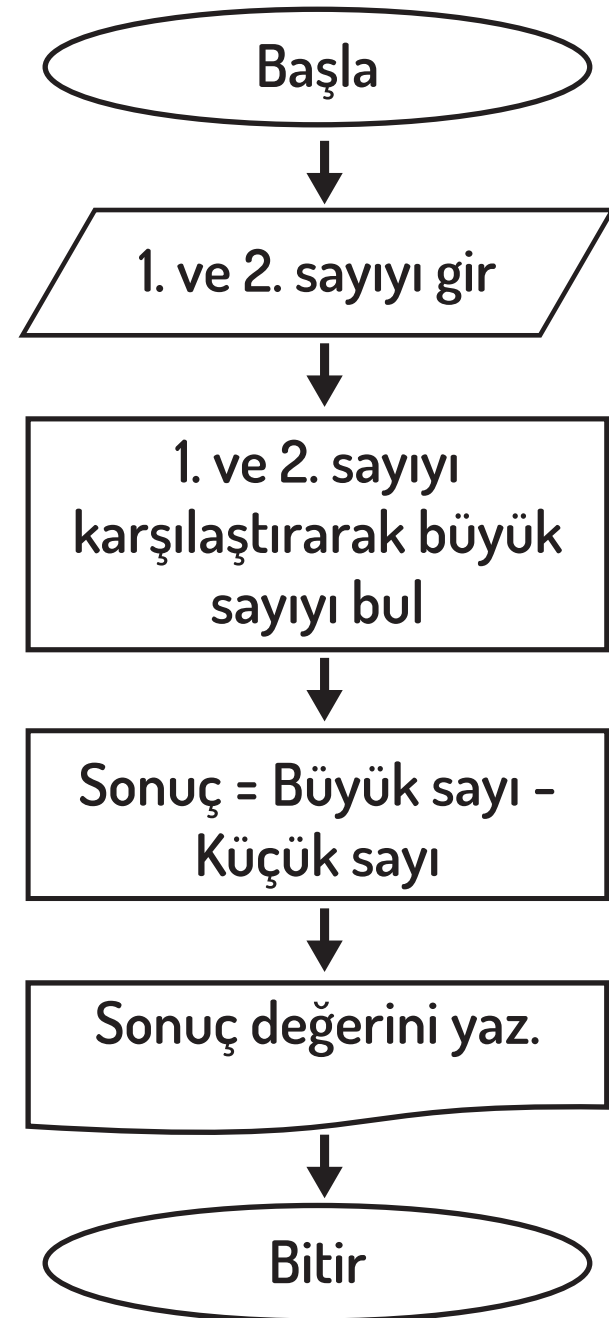 Başla
1. ve 2. sayıyı gir
1. ve 2. sayıyı
karşılaştırarak büyük
sayıyı bul
Sonuç = Büyük sayı -
Küçük sayı
Sonuç değerini yaz.
Bitir